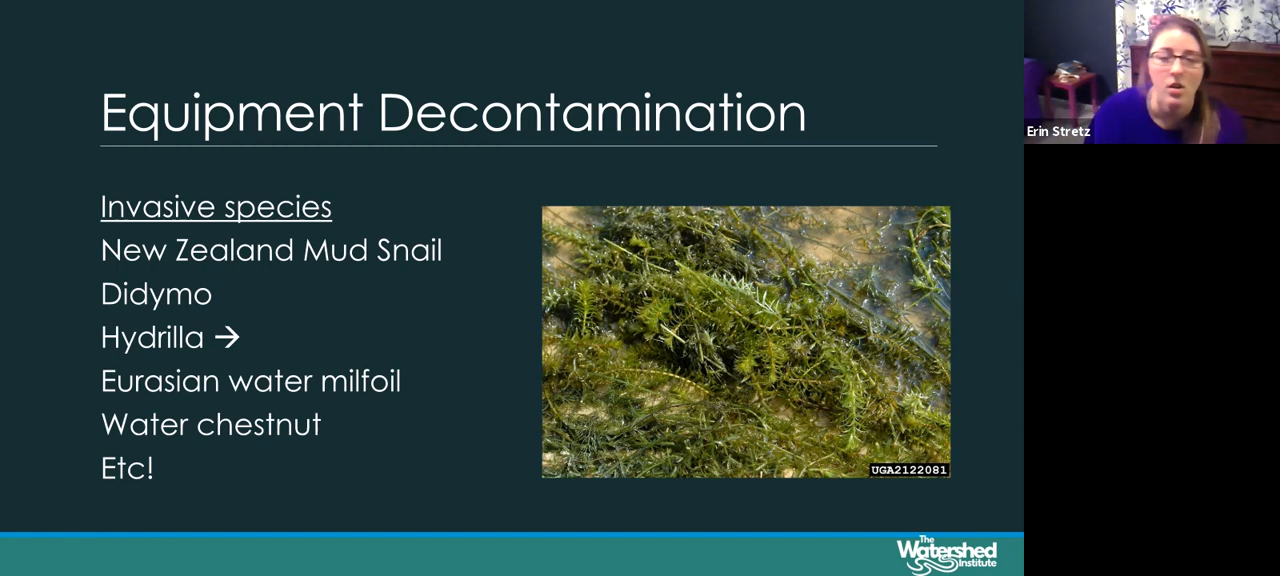 Equipment Decontamination
Invasive species
New Zealand Mud Snail
Didymo
Hydrilla →
Eurasian water milfoil
Water chestnut
Etc!
UGA2122081
The
Watershed
Institute
Erin Stretz